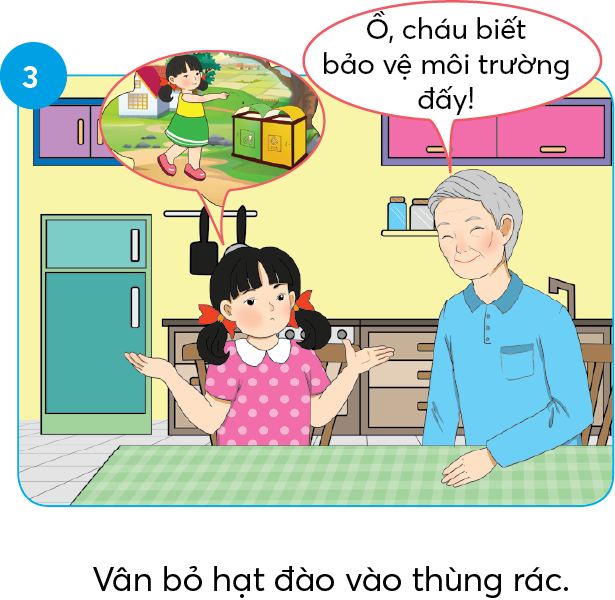 3
Ồ, cháu biết
bảo vệ môi trường
đấy!
Vân bỏ hạt đào vào thùng rác.